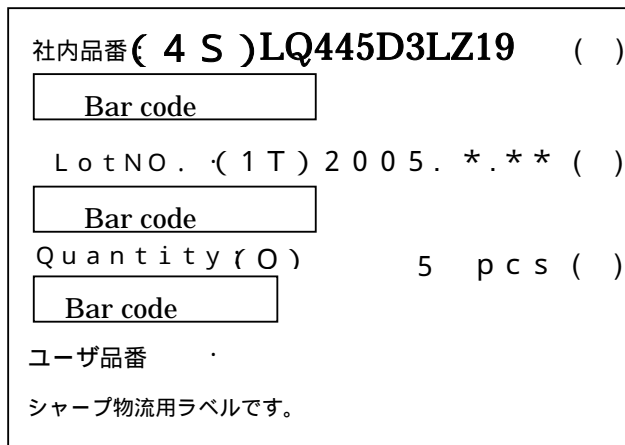 社内品番:(4S)LQ445D3LZ19 ( )
Bar code
LotNO.:(1T)2005.*.** ( )
Bar code
Quantity:(Q) 5 pcs ( )
Bar code
ユーザ品番 :
シャープ物流用ラベルです。